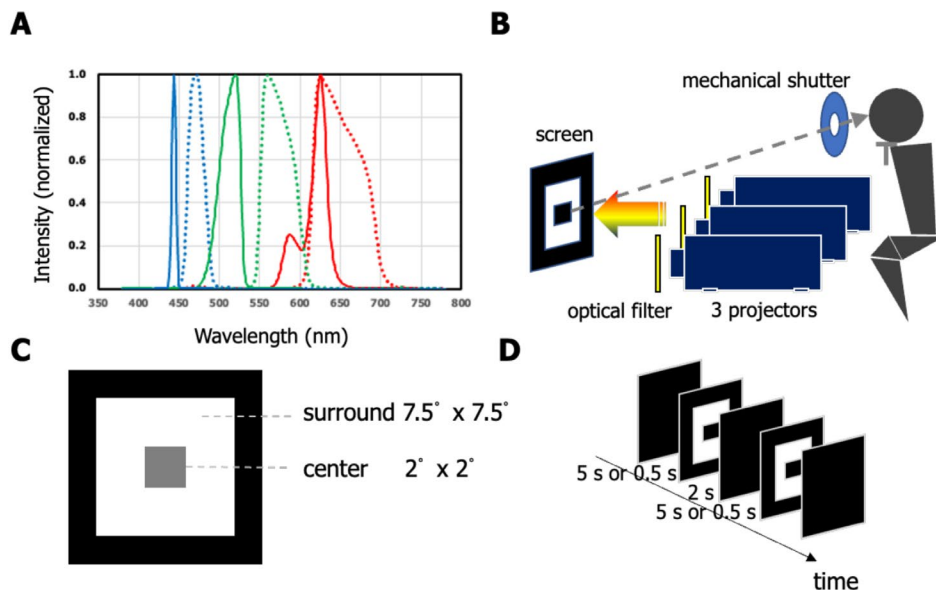 A
Intensity (normalized)
1.0
0.8
0.6
0.4
0.2
0.0
350 400 450 500 550 600 650 700 750 800
Wavelength (nm)
B
mechanical shutter
screen
optical filter
3 projectors
C
surround 7.5° x 7.5°
center 2° x 2°
D
5 s or 0.5 s
2 s
5 s or 0.5 s
time